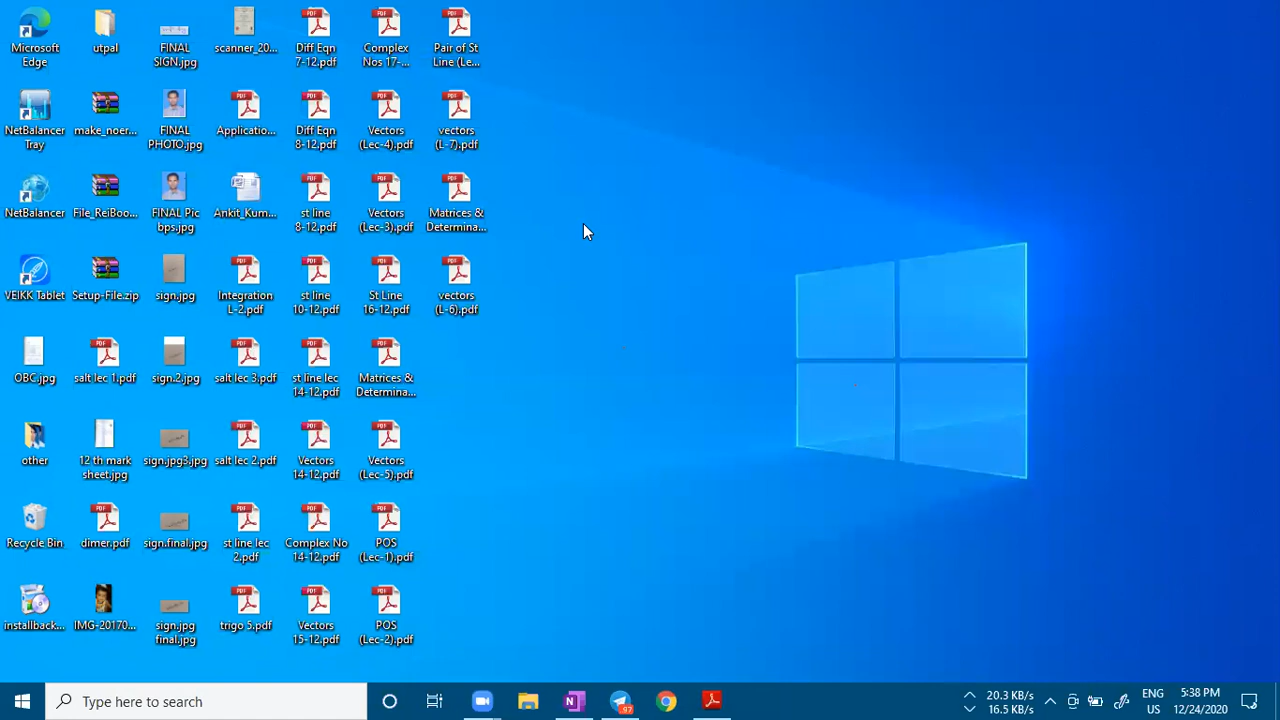 Microsoft
Edge
utpal
FINAL
SIGN.jpg
scanner_20...
Diff Eqn
7-12.pdf
Complex
Nos 17-...
Pair of St
Line (Le...
NetBalancer
Tray
make_noer...
FINAL
PHOTO.jpg
Applicatio...
Diff Eqn
8-12.pdf
Vectors
(Lec-4).pdf
vectors
(L-7).pdf
NetBalancer
File_ReiBoo...
FINAL Pic
bps.jpg
Ankit_Kum...
st line
8-12.pdf
Vectors
(Lec-3).pdf
Matrices &
Determina...
VEIKK Tablet
Setup-File.zip
sign.jpg
Integration
L-2.pdf
st line
10-12.pdf
St Line
16-12.pdf
vectors
(L-6).pdf
OBC.jpg
salt lec 1.pdf
sign.2.jpg
salt lec 3.pdf
st line lec
14-12.pdf
Matrices &
Determina...
other
12 th mark
sheet.jpg
sign.jpg3.jpg
salt lec 2.pdf
Vectors
14-12.pdf
Vectors
(Lec-5).pdf
Recycle Bin
dimer.pdf
sign.final.jpg
st line lec
2.pdf
Complex No
14-12.pdf
POS
(Lec-1).pdf
installback...
IMG-20170...
sign.jpg
final.jpg
trigo 5.pdf
Vectors
15-12.pdf
POS
(Lec-2).pdf
Type here to search
97
20.3 KB/s
16.5 KB/s
ENG
US
5:38 PM
12/24/2020